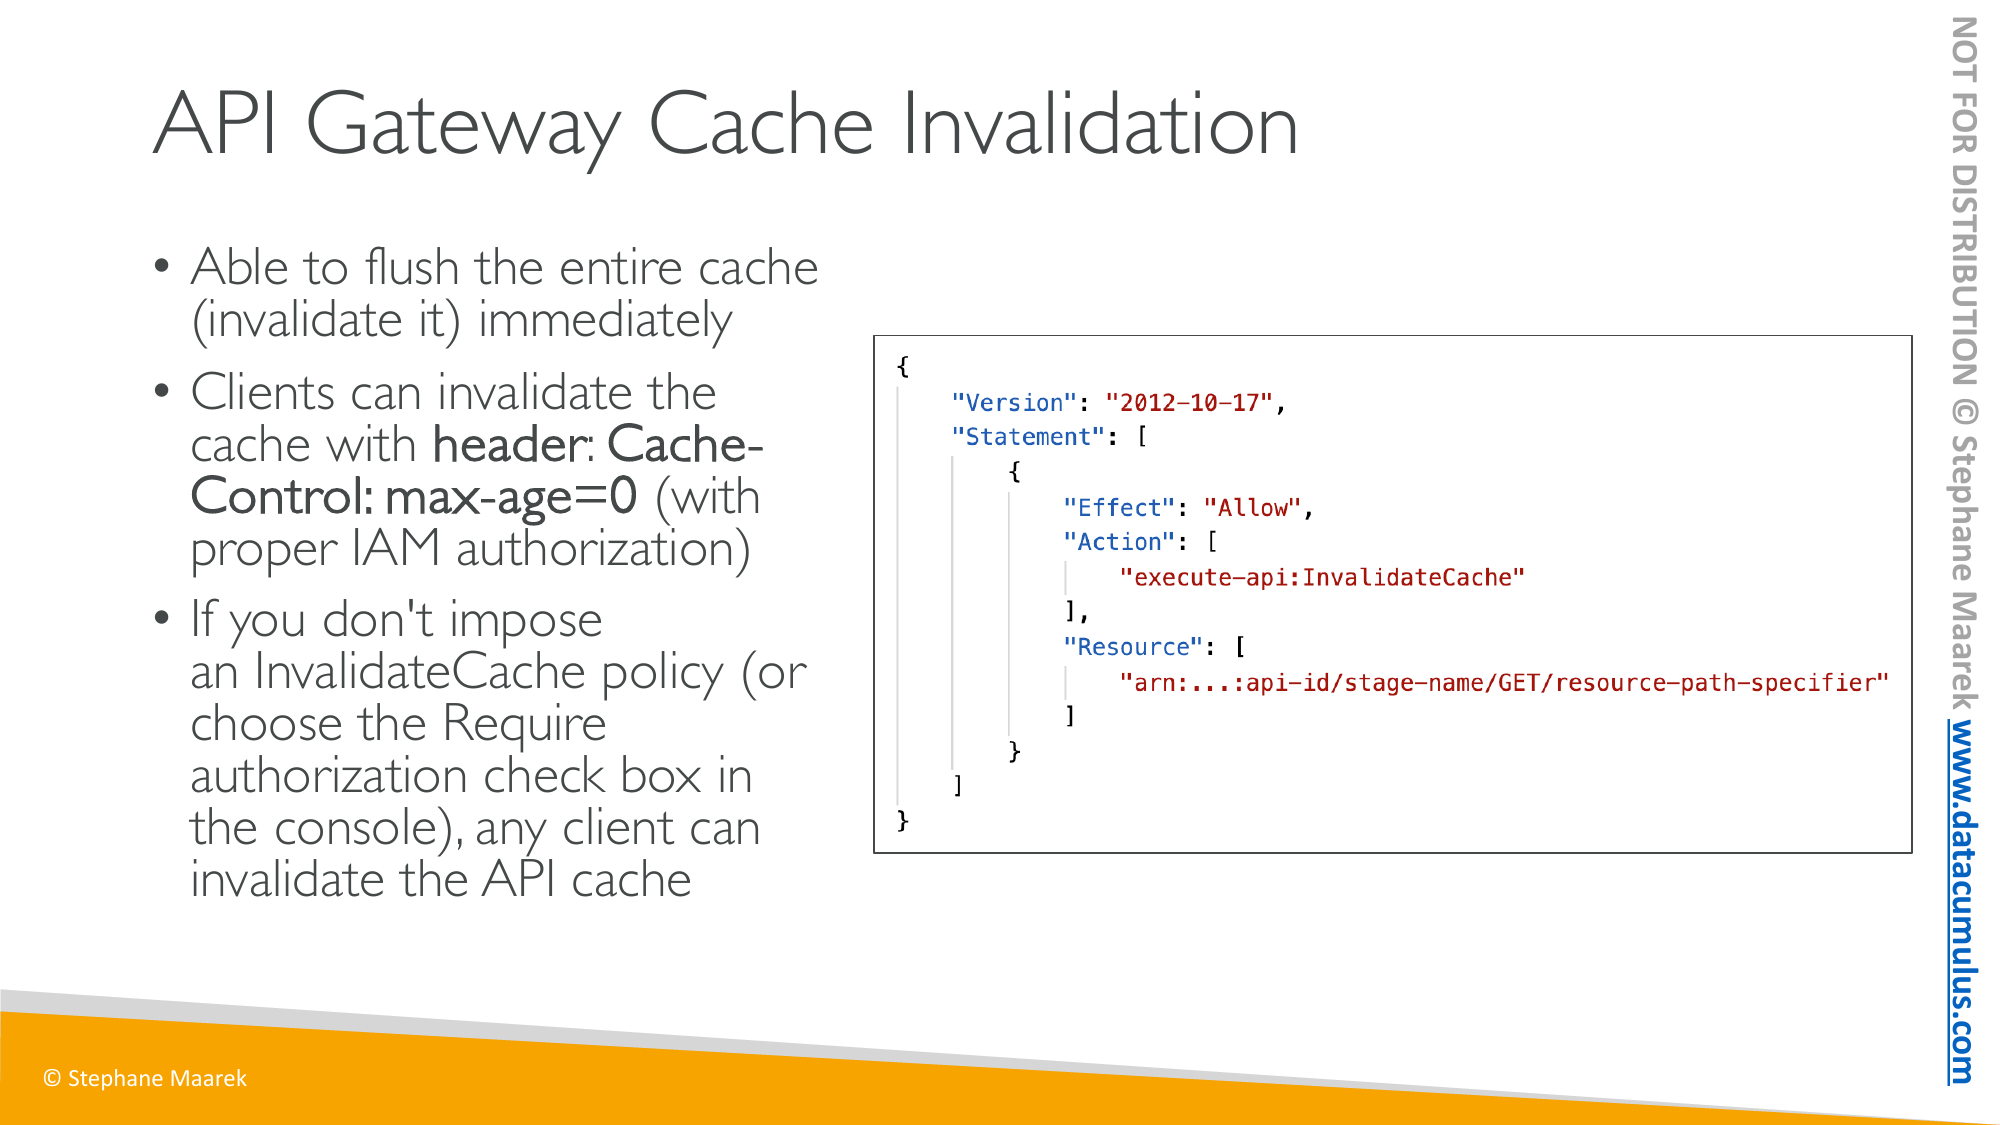 API Gateway Cache Invalidation
• Able to flush the entire cache
(invalidate it) immediately
• Clients can invalidate the
cache with header: Cache-
Control: max-age=0 (with
proper IAM authorization)
• If you don't impose
an InvalidateCache policy (or
choose the Require
authorization check box in
the console), any client can
invalidate the API cache
{
"Version": "2012-10-17",
"Statement": [
{
"Effect": "Allow",
"Action": [
"execute-api:InvalidateCache"
],
"Resource": [
"arn:...:api-id/stage-name/GET/resource-path-specifier"
]
}
]
}
© Stephane Maarek
NOT FOR DISTRIBUTION © Stephane Maarek www.datacumulus.com